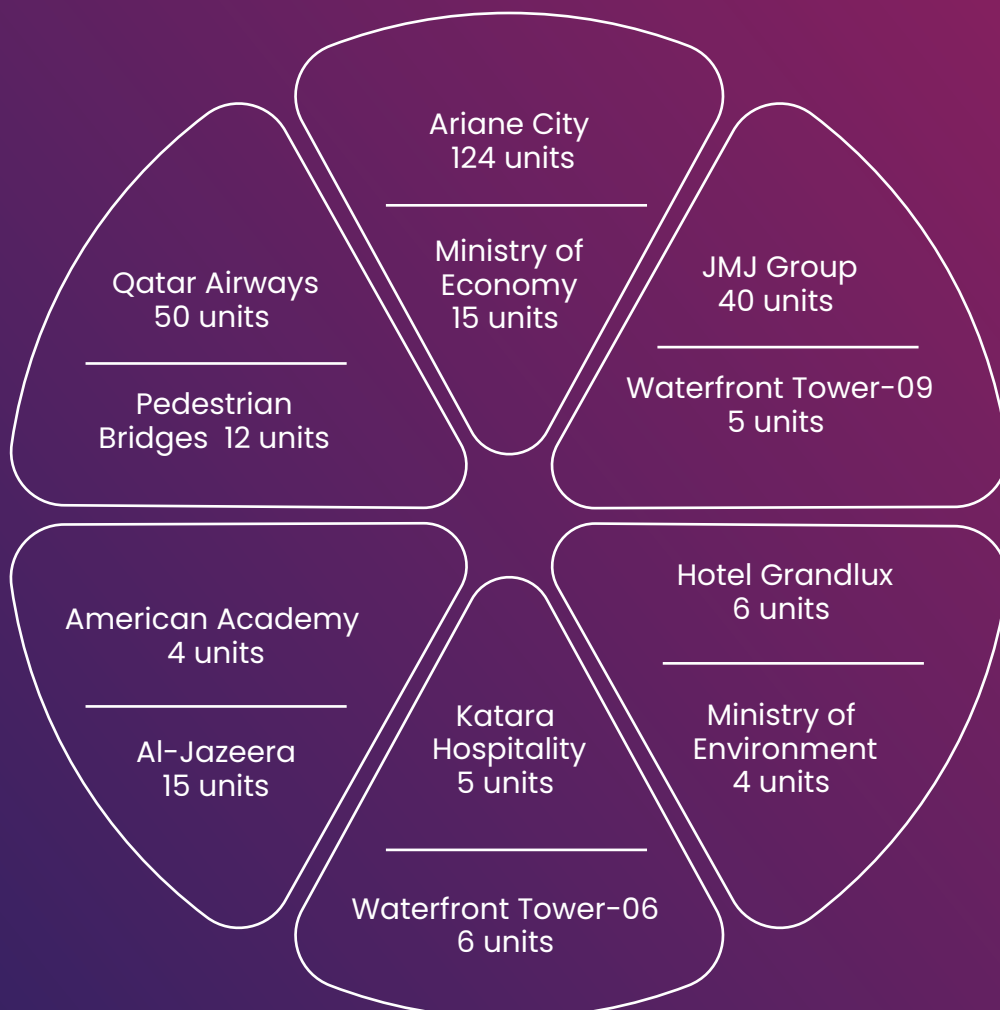 Ariane City
124 units
Ministry of
Economy
15 units
Qatar Airways
50 units
Pedestrian
Bridges  12 units
JMJ Group
40 units
Waterfront Tower-09
5 units
American Academy
4 units
Al-Jazeera
15 units
Katara
Hospitality
5 units
Waterfront Tower-06
6 units
Hotel Grandlux
6 units
Ministry of
Environment
4 units